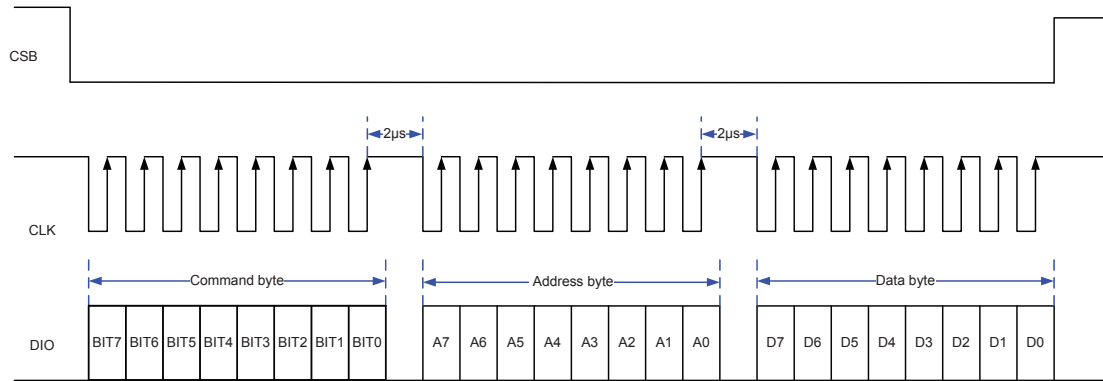 CSB
2μs 2μs
CLK
Command byte Address byte Data byte
DIO BIT7 BIT6 BIT5 BIT4 BIT3 BIT2 BIT1 BIT0 A7 A6 A5 A4 A3 A2 A1 A0 D7 D6 D5 D4 D3 D2 D1 D0